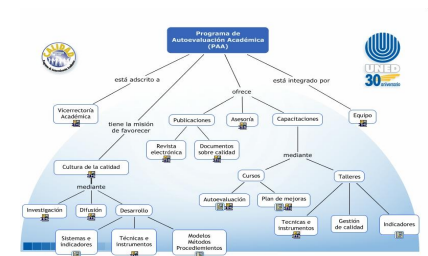 Programa de
Autoevaluación Académica
(PAA)
CALIDAD
UNED
30
aniversario
está adscrito a
ofrece
está integrado por
Vicerrectoría
Académica
tiene la misión
de favorecer
Publicaciones
Asesoría
Capacitaciones
Equipo
Revista
electrónica
Documentos
sobre calidad
mediante
Cultura de la calidad
Cursos
Talleres
mediante
Autoevaluación
Plan de mejoras
Investigación
Difusión
Desarrollo
Tecnicas e
instrumentos
Gestión
de calidad
Indicadores
Sistemas e
Indicadores
Técnicas e
Instrumentos
Modelos
Métodos
Procedimientos